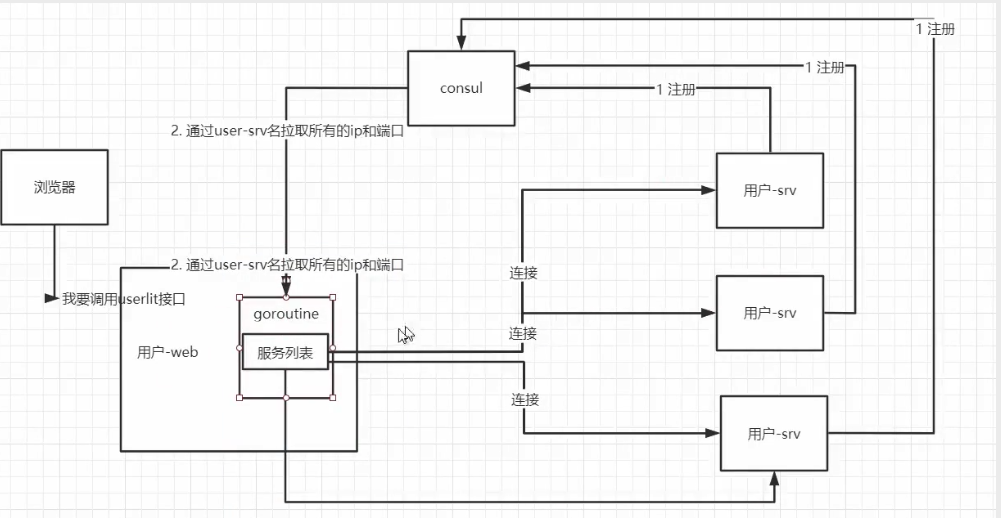 1 注册
1 注册
consul
1 注册
2. 通过user-srv名拉取所有的ip和端口
浏览器
用户-srv
2. 通过user-srv名拉取所有的ip和端口
连接
我要调用userlit接口
goroutine
用户-srv
连接
用户-web
服务列表
连接
用户-srv